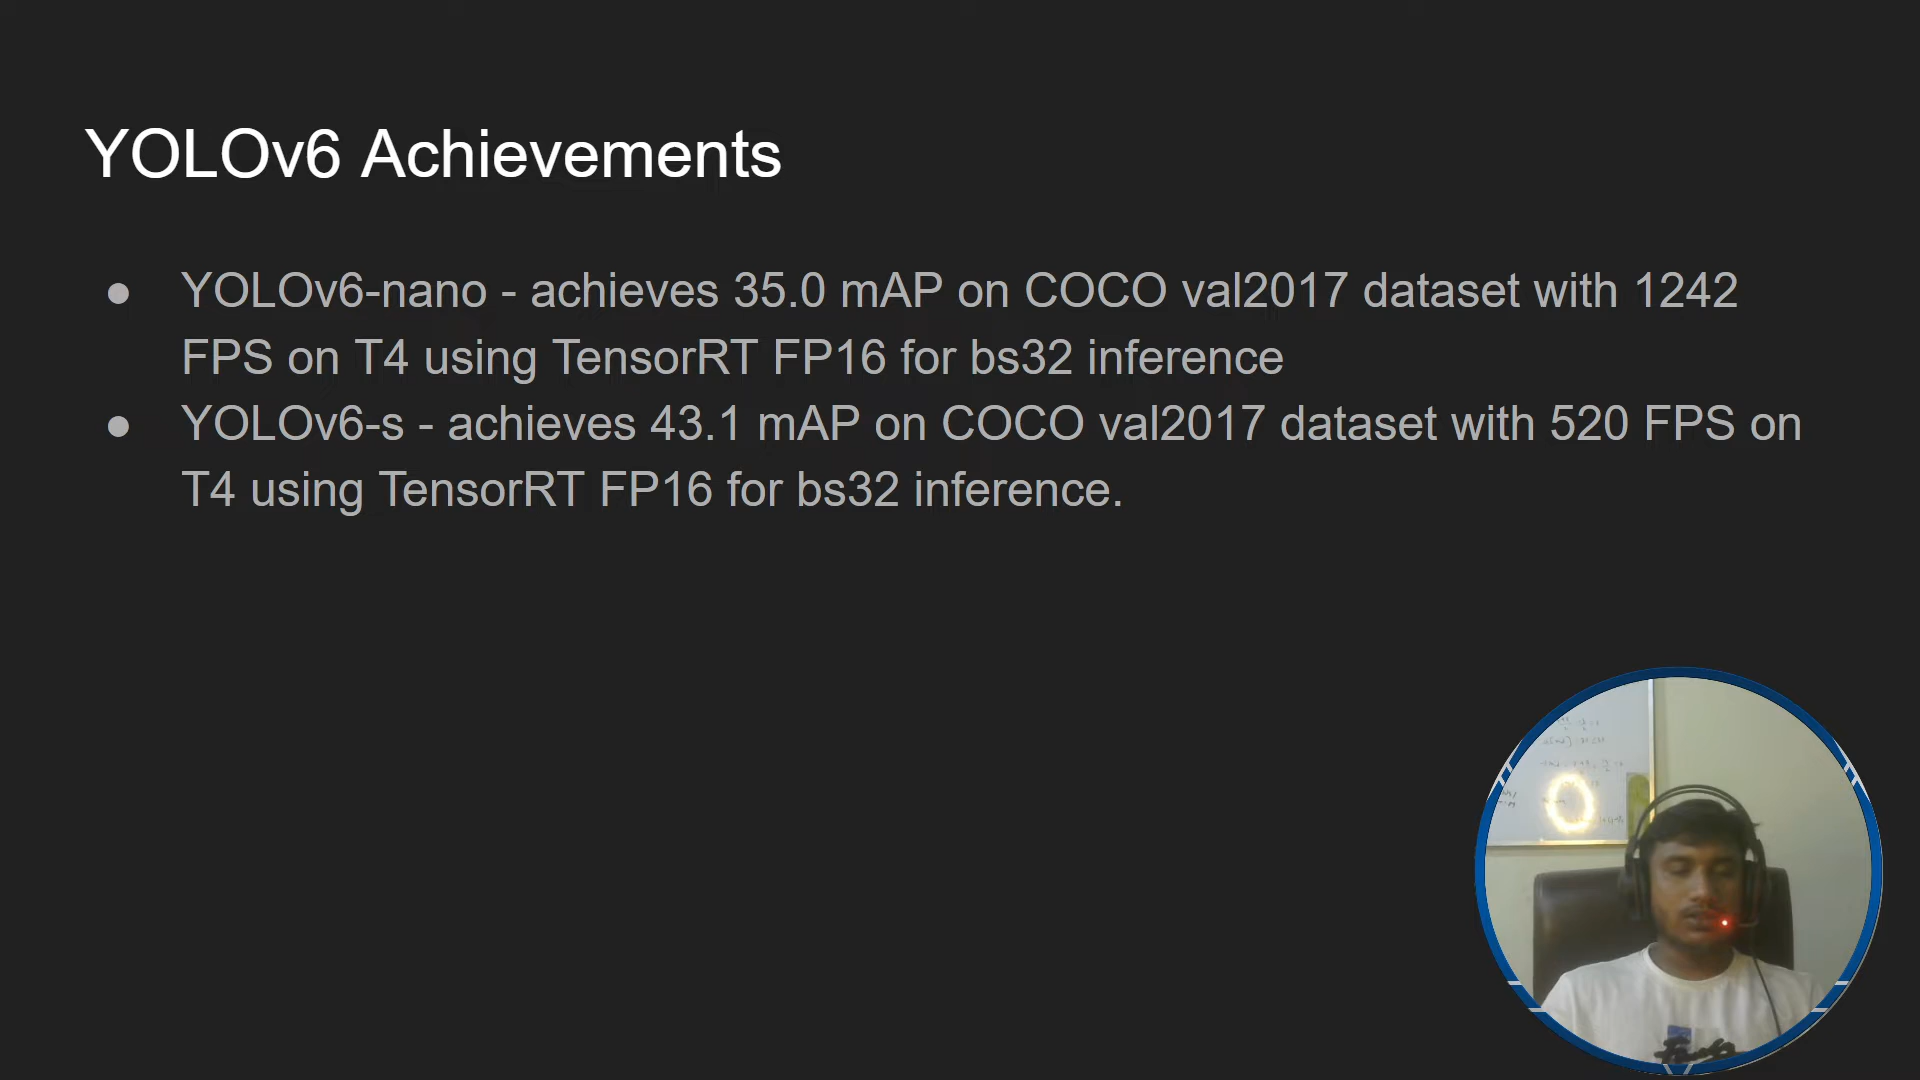 YOLOv6 Achievements
● YOLOv6-nano - achieves 35.0 mAP on COCO val2017 dataset with 1242
FPS on T4 using TensorRT FP16 for bs32 inference
● YOLOv6-s - achieves 43.1 mAP on COCO val2017 dataset with 520 FPS on
T4 using TensorRT FP16 for bs32 inference.